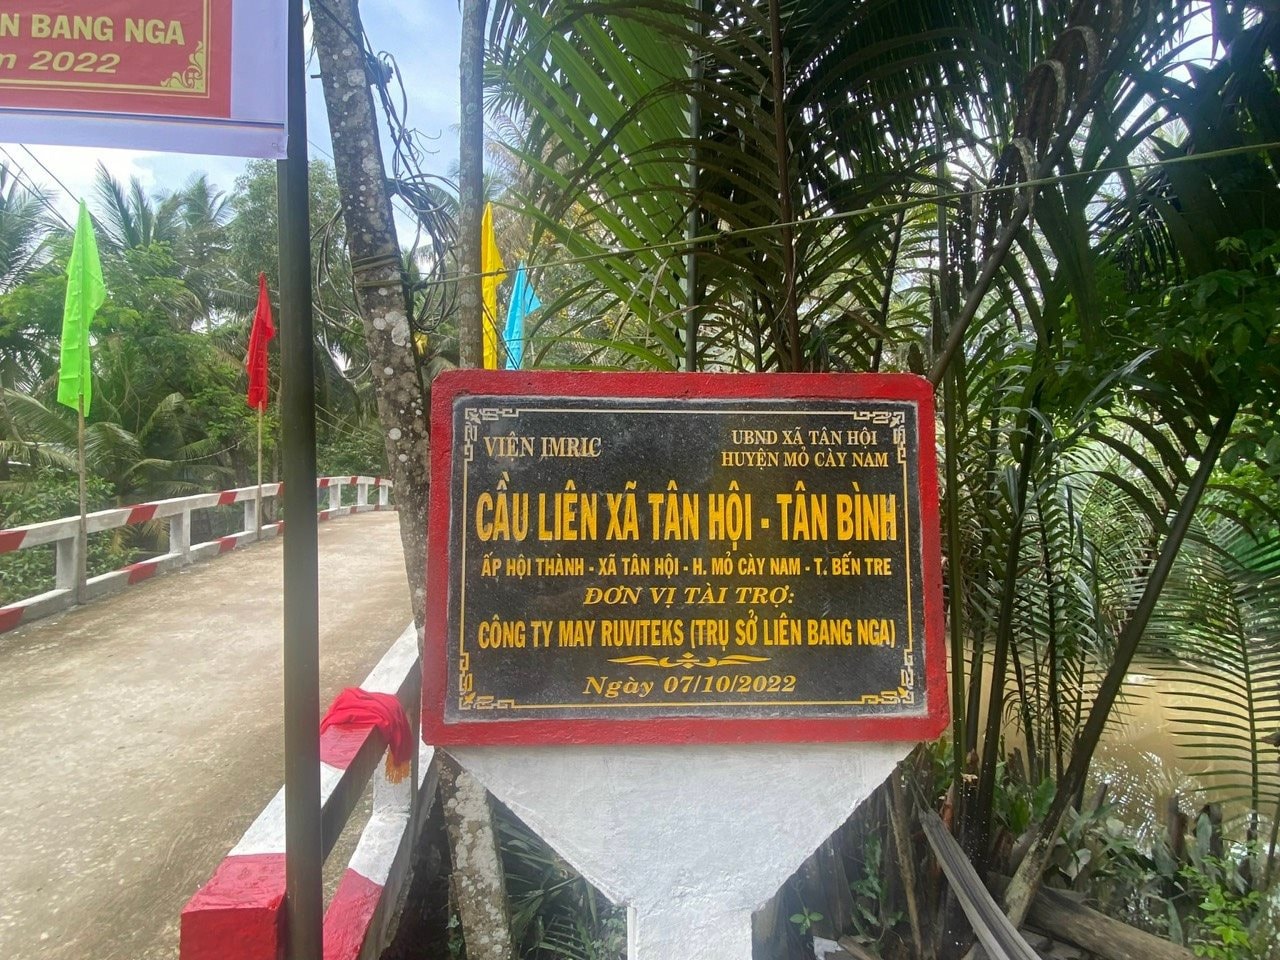 N BANG NGA
m 2022
VIỆN IMRIC
UBND XÃ TÂN HỘI
HUYỆN MỎ CÀY NAM
CẦU LIÊN XÃ TÂN HỘI - TÂN BÌNH
ẤP HỘI THÀNH - XÃ TÂN HỘI - H. MỎ CÀY NAM - T. BẾN TRE
ĐƠN VỊ TÀI TRỢ:
CÔNG TY MAY RUVITEKS (TRỤ SỞ LIÊN BANG NGA)
Ngày 07/10/2022